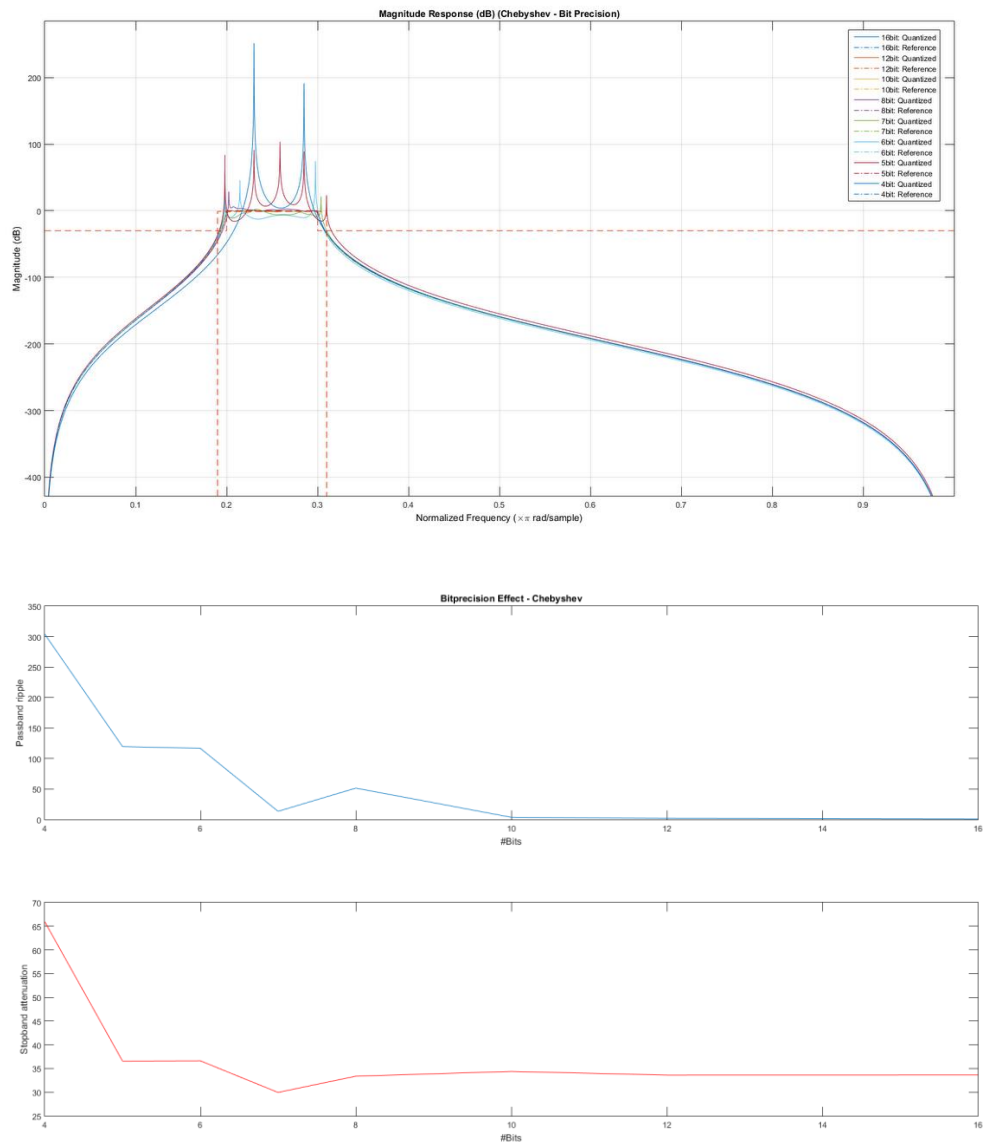 Magnitude Response (dB) (Chebyshev - Bit Precision)
16bit: Quantized
16bit: Reference
12bit: Quantized
12bit: Reference
10bit: Quantized
10bit: Reference
8bit: Quantized
8bit: Reference
7bit: Quantized
7bit: Reference
6bit: Quantized
6bit: Reference
5bit: Quantized
5bit: Reference
4bit: Quantized
4bit: Reference
200
100
0
-100
-200
-300
-400
Magnitude (dB)
0 0.1 0.2 0.3 0.4 0.5 0.6 0.7 0.8 0.9
Normalized Frequency (×π rad/sample)
Bitprecision Effect - Chebyshev
350
300
250
200
150
100
50
0
Passband ripple
4 6 8 10 12 14 16
#Bits
70
65
60
55
50
45
40
35
30
25
Stopband attenuation
4 6 8 10 12 14 16
#Bits